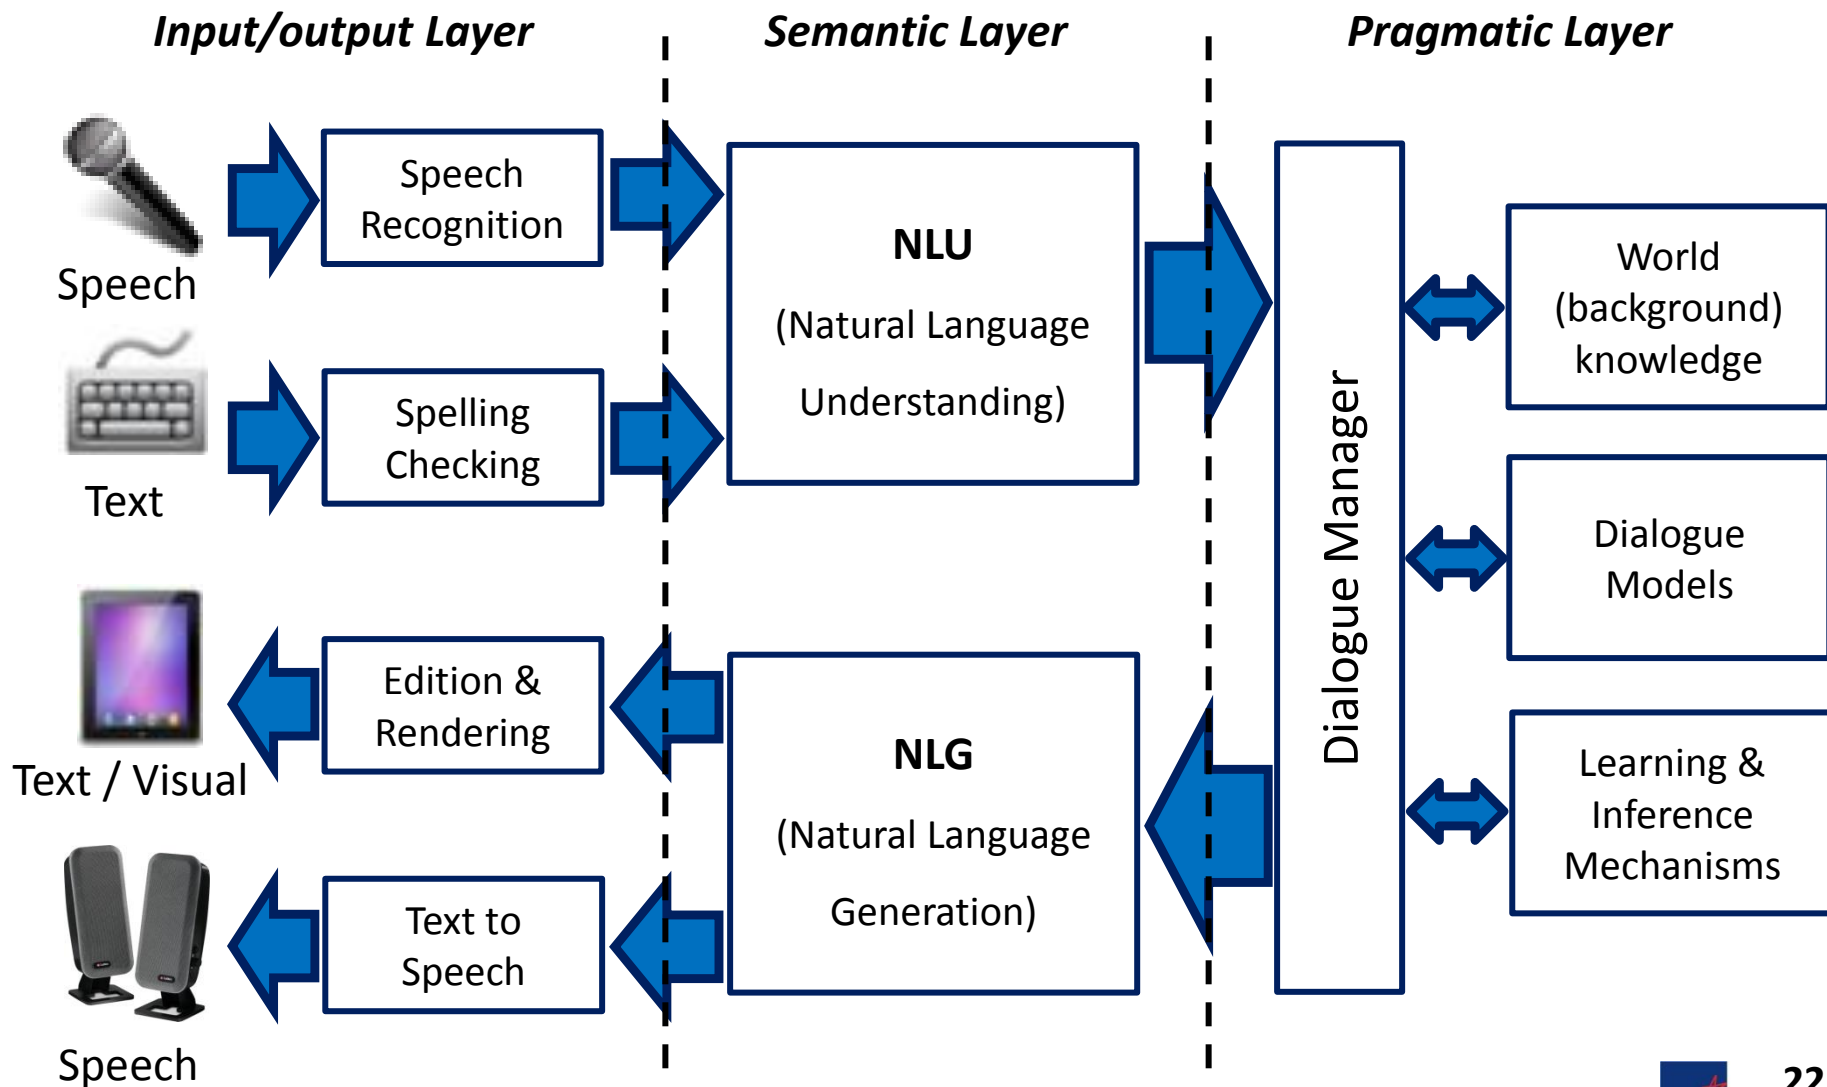 Input/output Layer
Semantic Layer
Pragmatic Layer
Speech
Speech
Recognition
Text
Spelling
Checking
NLU
(Natural Language
Understanding)
Dialogue Manager
World
(background)
knowledge
Dialogue
Models
Learning &
Inference
Mechanisms
Text / Visual
Edition &
Rendering
NLG
(Natural Language
Generation)
Speech
Text to
Speech
22